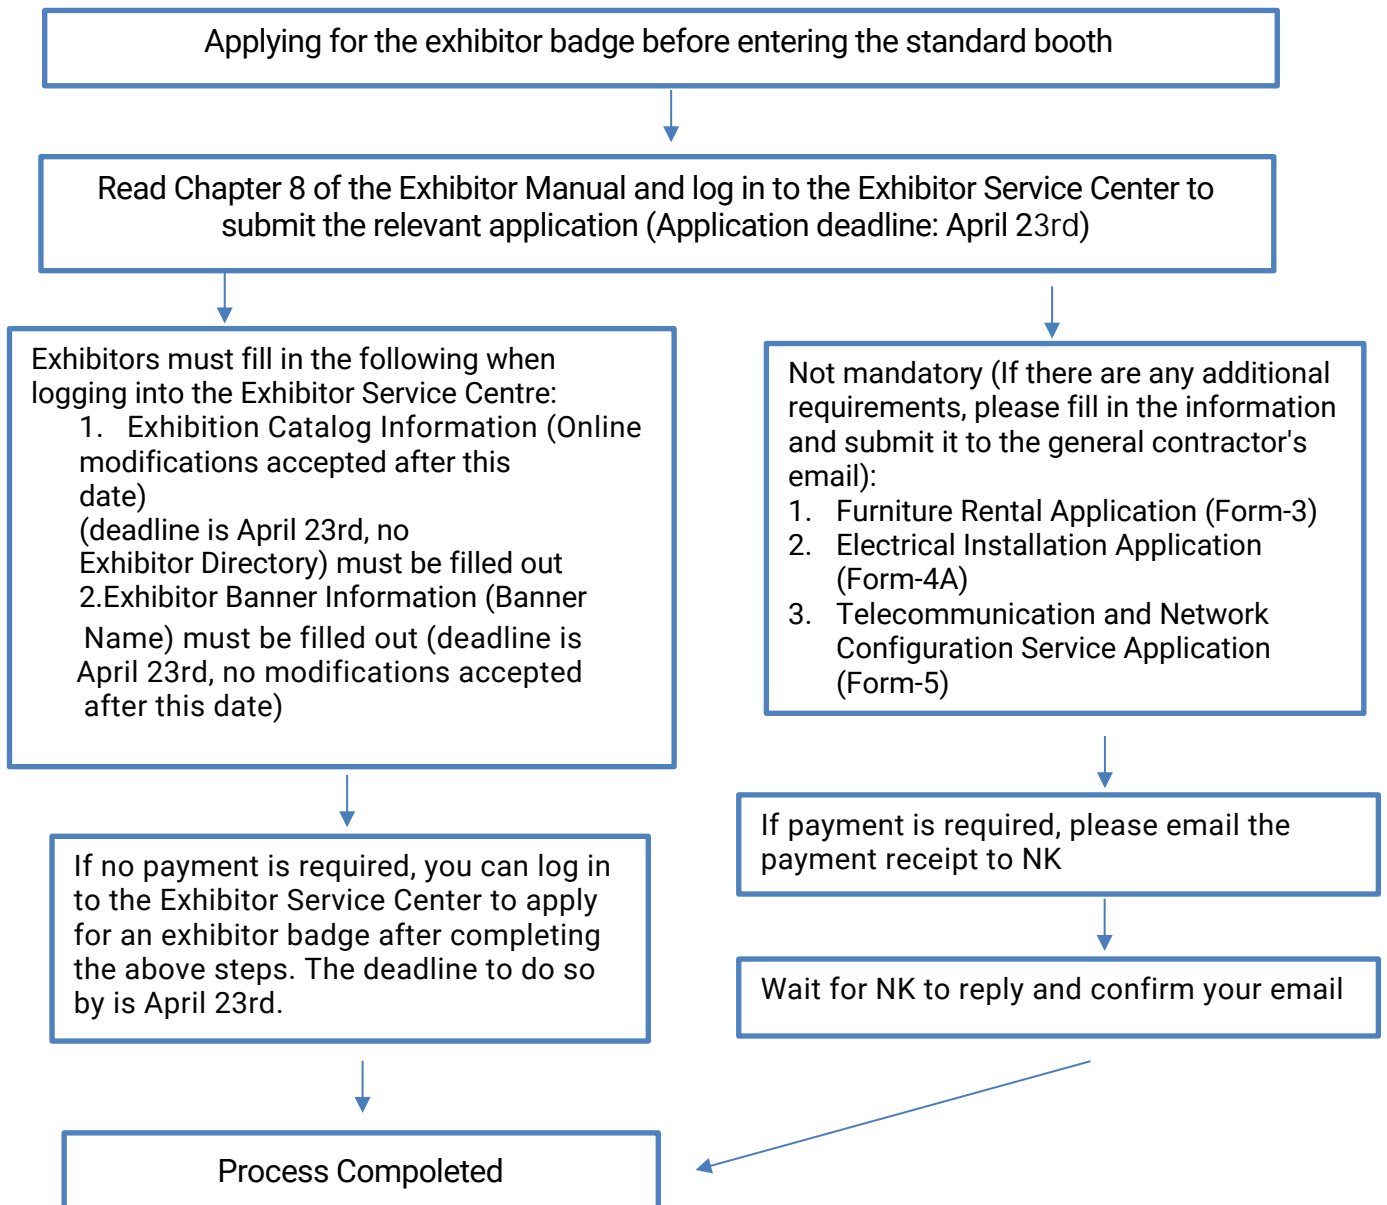 Applying for the exhibitor badge before entering the standard booth
Read Chapter 8 of the Exhibitor Manual and log in to the Exhibitor Service Center to
submit the relevant application (Application deadline: April 23rd)
Exhibitors must fill in the following when
logging into the Exhibitor Service Centre:
1. Exhibition Catalog Information (Online
modifications accepted after this
date)
(deadline is April 23rd, no
Exhibitor Directory) must be filled out
2.Exhibitor Banner Information (Banner
Name) must be filled out (deadline is
April 23rd, no modifications accepted
after this date)
Not mandatory (If there are any additional
requirements, please fill in the information
and submit it to the general contractor's
email):
1. Furniture Rental Application (Form-3)
2. Electrical Installation Application
(Form-4A)
3. Telecommunication and Network
Configuration Service Application
(Form-5)
If no payment is required, you can log in
to the Exhibitor Service Center to apply
for an exhibitor badge after completing
the above steps. The deadline to do so
by is April 23rd.
If payment is required, please email the
payment receipt to NK
Wait for NK to reply and confirm your email
Process Compoleted